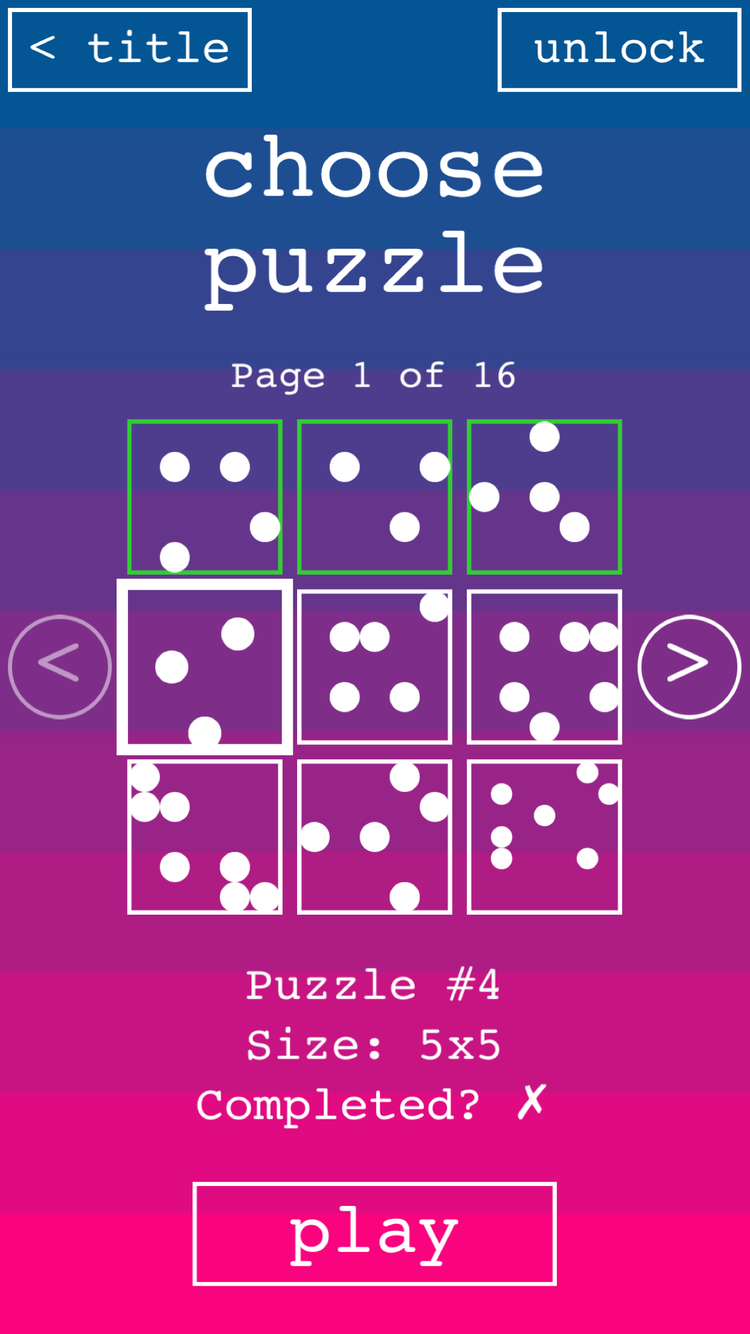 < title
unlock
choose
puzzle
Page 1 of 16
<
>
Puzzle #4
Size: 5x5
Completed? ✗
play